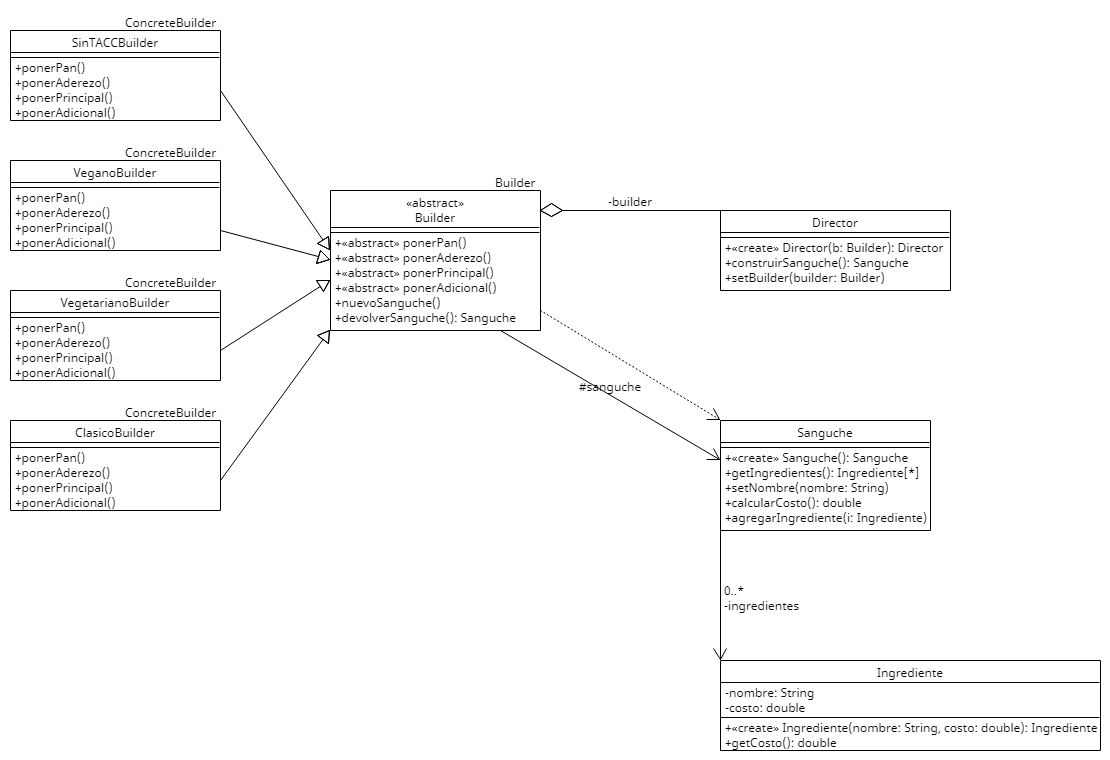 ConcreteBuilder
SinTACCBuilder
+ponerPan()
+ponerAderezo()
+ponerPrincipal()
+ponerAdicional()
ConcreteBuilder
VeganoBuilder
+ponerPan()
+ponerAderezo()
+ponerPrincipal()
+ponerAdicional()
ConcreteBuilder
VegetarianoBuilder
+ponerPan()
+ponerAderezo()
+ponerPrincipal()
+ponerAdicional()
ConcreteBuilder
ClasicoBuilder
+ponerPan()
+ponerAderezo()
+ponerPrincipal()
+ponerAdicional()
Builder
«abstract»
Builder
+«abstract» ponerPan()
+«abstract» ponerAderezo()
+«abstract» ponerPrincipal()
+«abstract» ponerAdicional()
+nuevoSanguche()
+devolverSanguche(): Sanguche
-builder
Director
+«create» Director(b: Builder): Director
+construirSanguche(): Sanguche
+setBuilder(builder: Builder)
#sanguche
Sanguche
+«create» Sanguche(): Sanguche
+getIngredientes(): Ingrediente[*]
+setNombre(nombre: String)
+calcularCosto(): double
+agregarIngrediente(i: Ingrediente)
0..*
-ingredientes
Ingrediente
-nombre: String
-costo: double
+«create» Ingrediente(nombre: String, costo: double): Ingrediente
+getCosto(): double